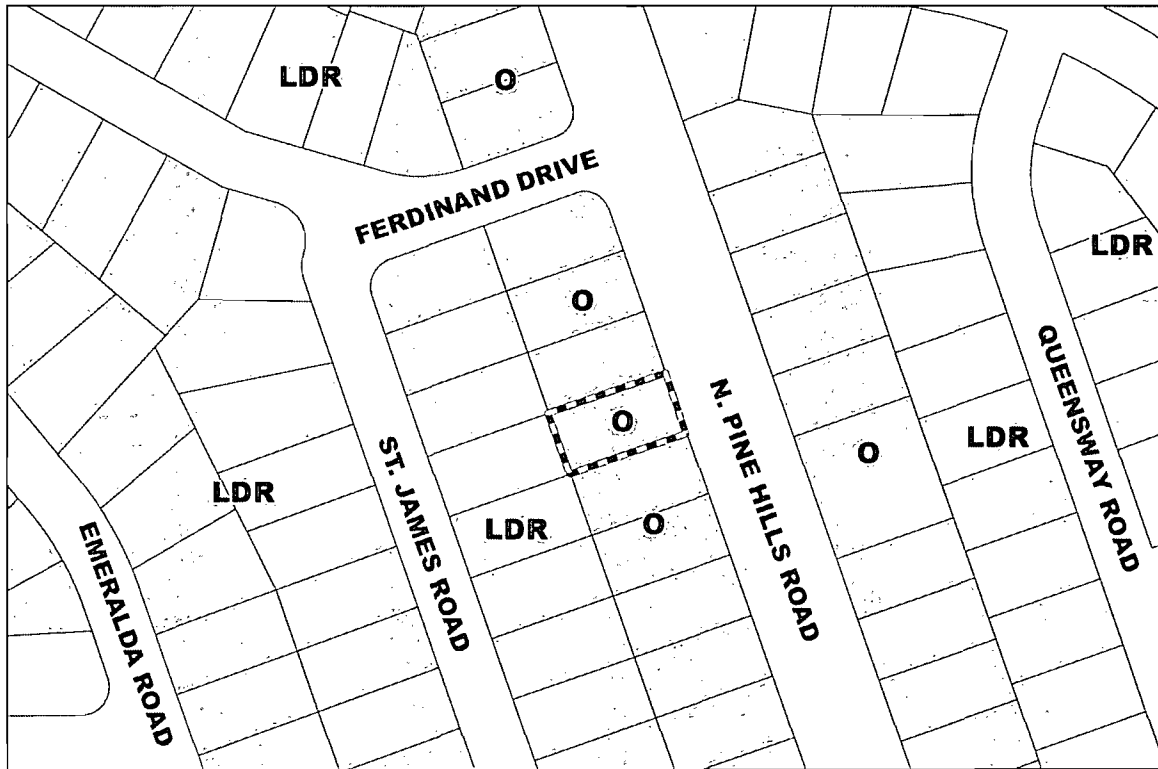 LDR
O
FERDINAND DRIVE
LDR
O
QUEENSWAY ROAD
N. PINE HILLS ROAD
O
ST. JAMES ROAD
O
LDR
LDR
LDR
O
EMERALDA ROAD